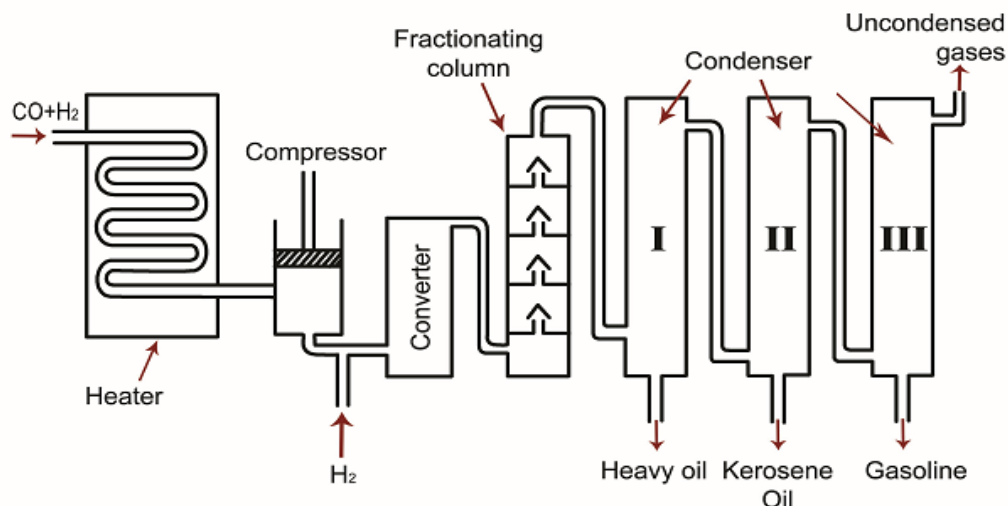 Uncondensed
gases
Fractionating
column
Condenser
CO+H₂
Compressor
I
II
III
Converter
Heater
H₂
Heavy oil
Kerosene
Oil
Gasoline